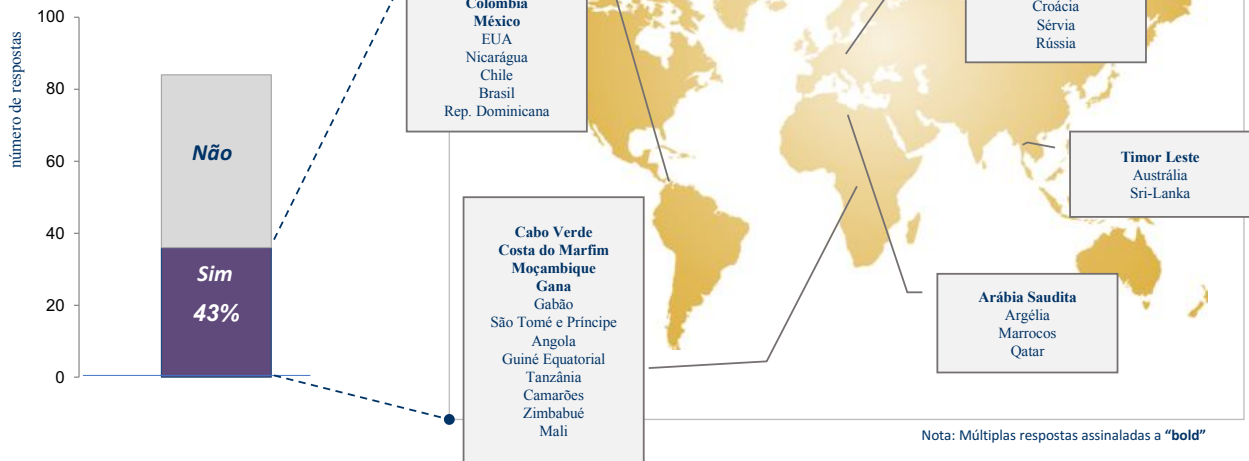 número de respostas
100
80
60
40
20
0
Não
Sim
43%
Colômbia
México
EUA
Nicarágua
Chile
Brasil
Rep. Dominicana
Croácia
Sérvia
Rússia
Timor Leste
Austrália
Sri-Lanka
Cabo Verde
Costa do Marfim
Moçambique
Gana
Gabão
São Tomé e Príncipe
Angola
Guiné Equatorial
Tanzânia
Camarões
Zimbabué
Mali
Arábia Saudita
Argélia
Marrocos
Qatar
Nota: Múltiplas respostas assinaladas a “bold”